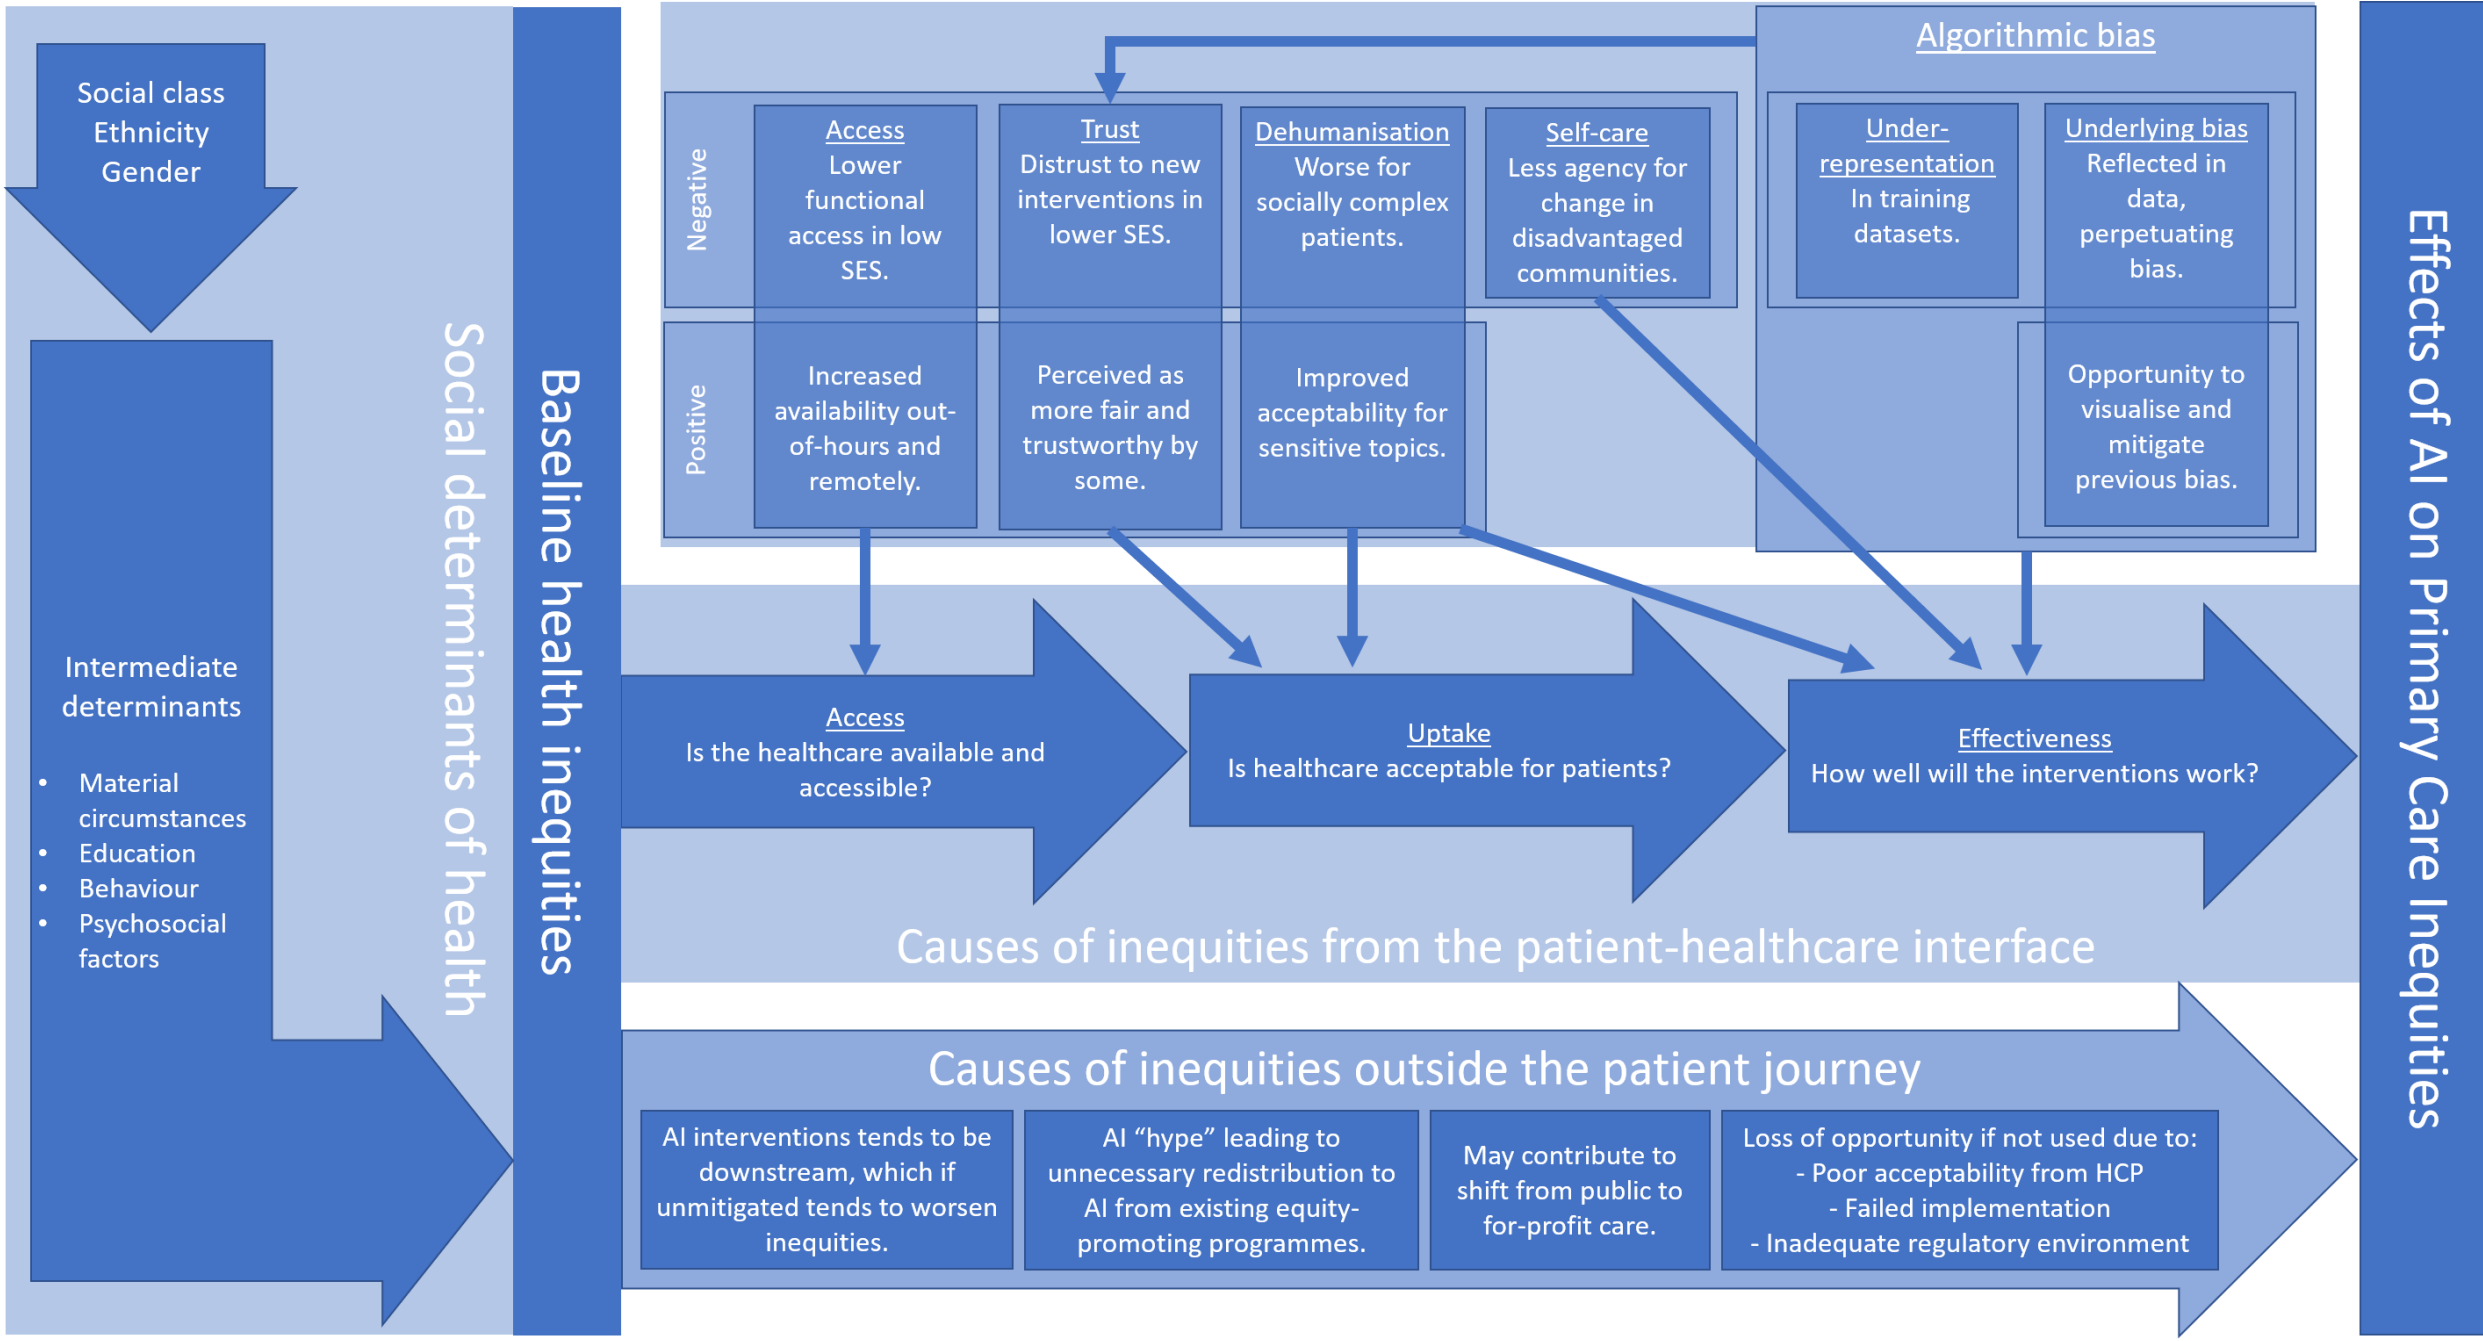 Social class
Ethnicity
Gender
Intermediate
determinants
• Material
circumstances
• Education
• Behaviour
• Psychosocial
factors
Social determinants of health
Baseline health inequities
Algorithmic bias
Negative
Access
Lower
functional
access in low
SES.
Trust
Distrust to new
interventions in
lower SES.
Dehumanisation
Worse for
socially complex
patients.
Self-care
Less agency for
change in
disadvantaged
communities.
Under-
representation
In training
datasets.
Underlying bias
Reflected in
data,
perpetuating
bias.
Positive
Increased
availability out-
of-hours and
remotely.
Perceived as
more fair and
trustworthy by
some.
Improved
acceptability for
sensitive topics.
Opportunity to
visualise and
mitigate
previous bias.
Access
Is the healthcare available and
accessible?
Uptake
Is healthcare acceptable for patients?
Effectiveness
How well will the interventions work?
Causes of inequities from the patient-healthcare interface
Causes of inequities outside the patient journey
AI interventions tends to be
downstream, which if
unmitigated tends to worsen
inequities.
AI “hype” leading to
unnecessary redistribution to
AI from existing equity-
promoting programmes.
May contribute to
shift from public to
for-profit care.
Loss of opportunity if not used due to:
- Poor acceptability from HCP
- Failed implementation
- Inadequate regulatory environment
Effects of AI on Primary Care Inequities